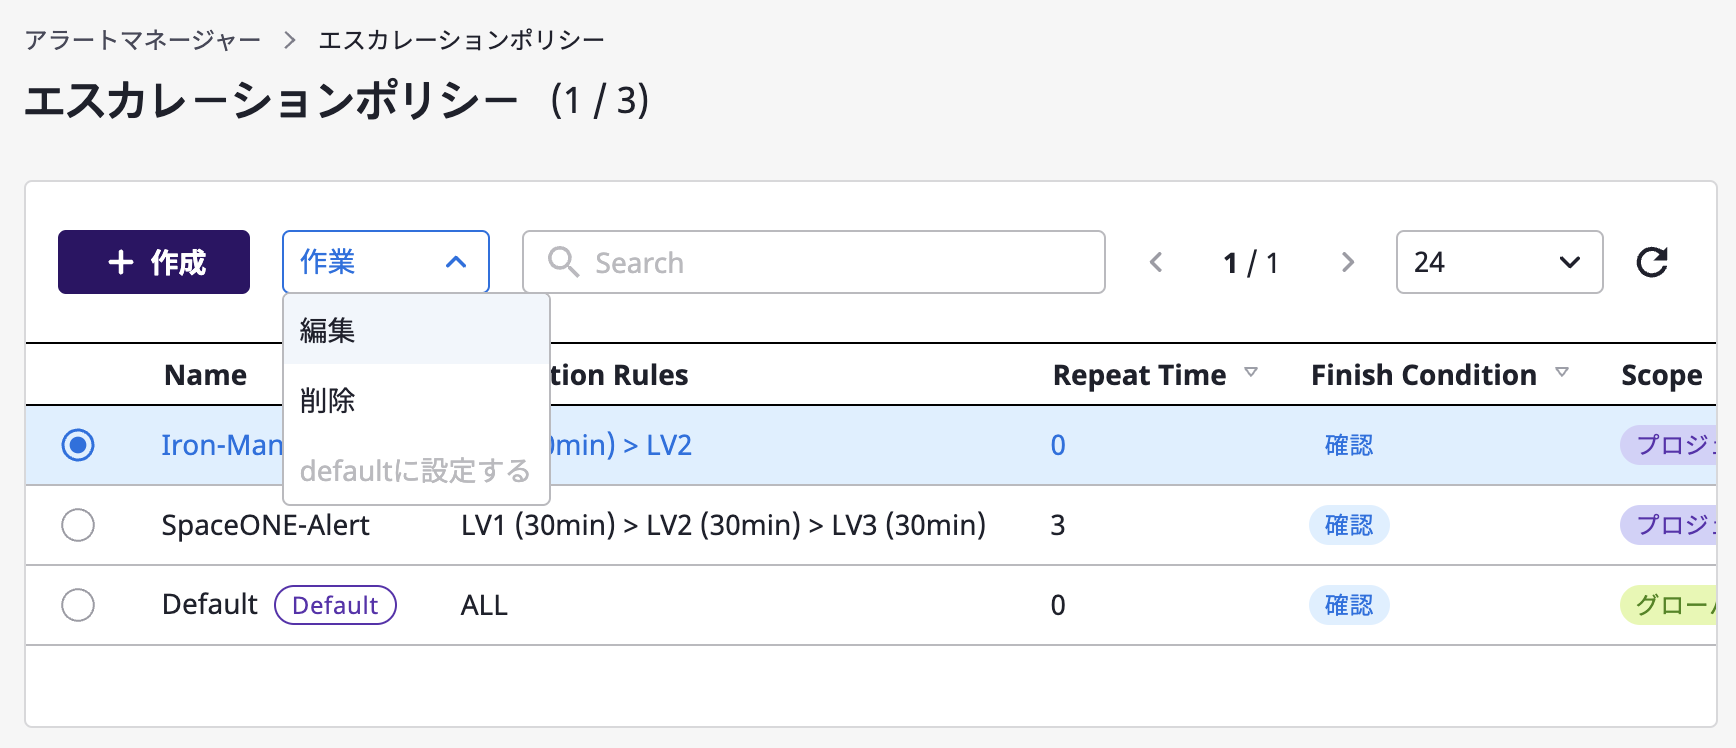 アラートマネージャー > エスカレーションポリシー
エスカレーションポリシー (1 / 3)
+ 作成 作業 Search 1 / 1 24
編集
削除
defaultに設定する
Name tion Rules Repeat Time Finish Condition Scope
Iron-Man 0min) > LV2 0 確認 プロジェ
SpaceONE-Alert LV1 (30min) > LV2 (30min) > LV3 (30min) 3 確認 プロジェ
Default Default ALL 0 確認 グローバ